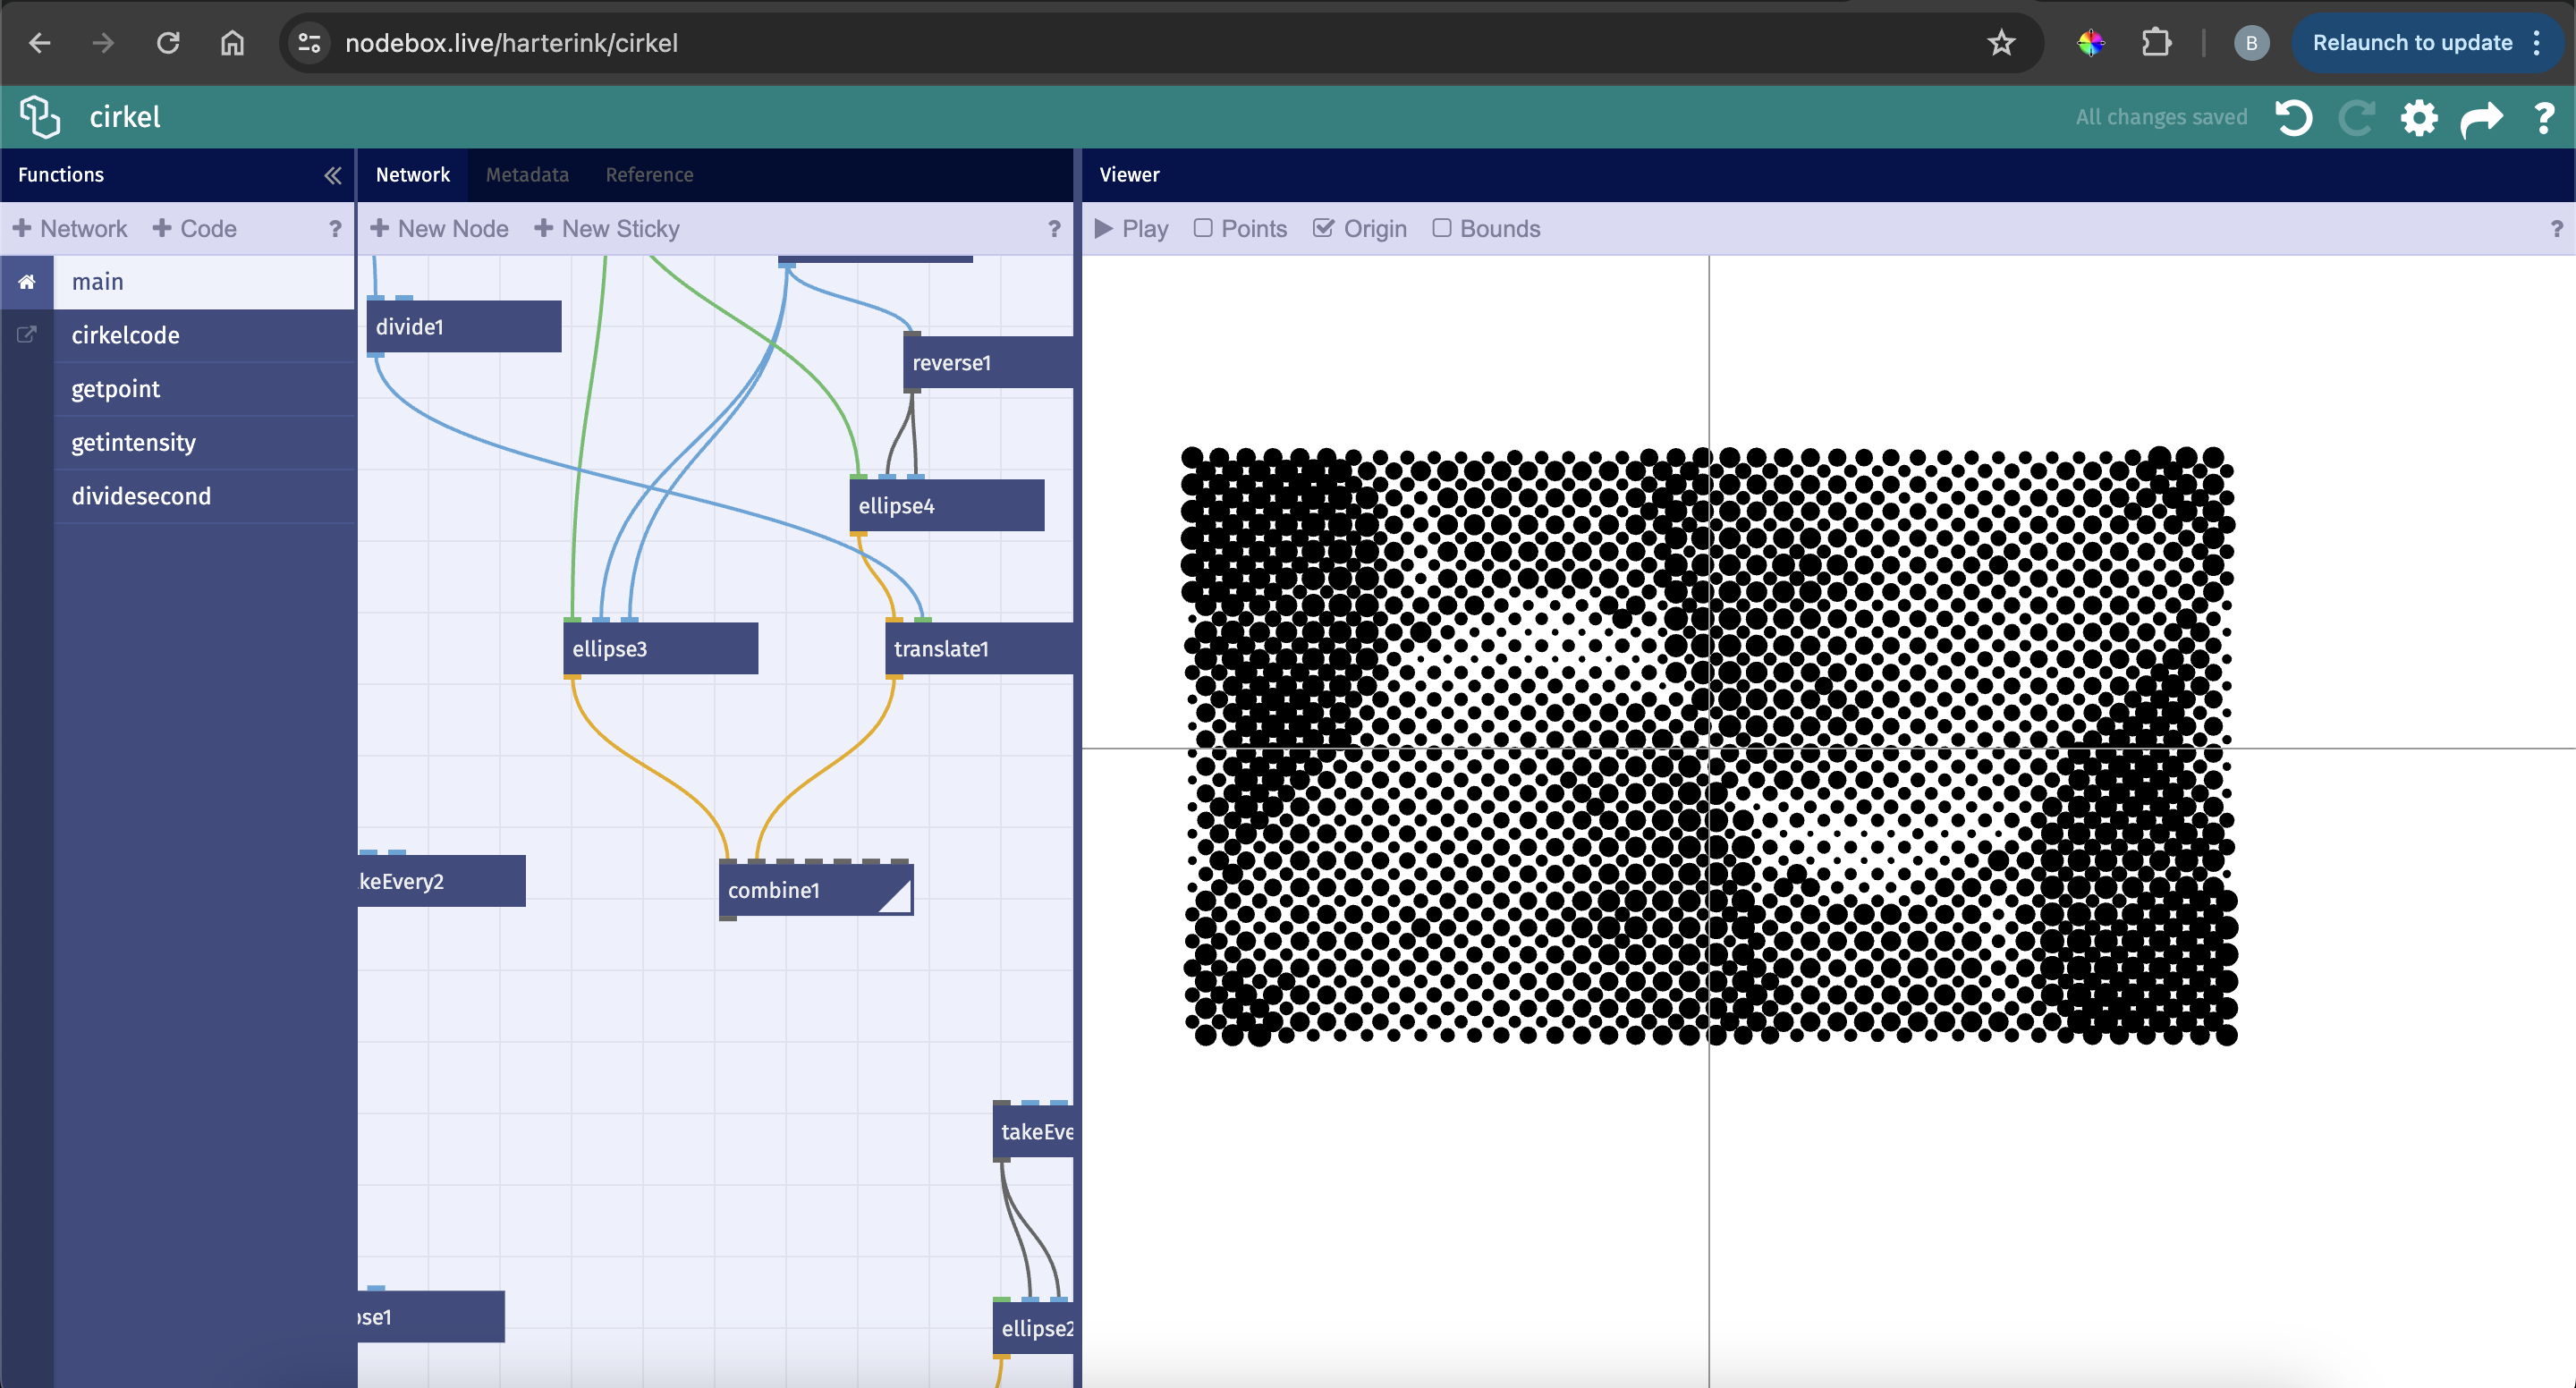 nodebox.live/harterink/cirkel
B
Relaunch to update
cirkel
All changes saved
?
Functions
Network
Metadata
Reference
Viewer
+ Network
+ Code
?
+ New Node
+ New Sticky
?
Play
Points
Origin
Bounds
?
main
cirkelcode
getpoint
getintensity
dividesecond
divide1
reverse1
ellipse4
ellipse3
translate1
keEvery2
combine1
takeEve
ose1
ellipse2